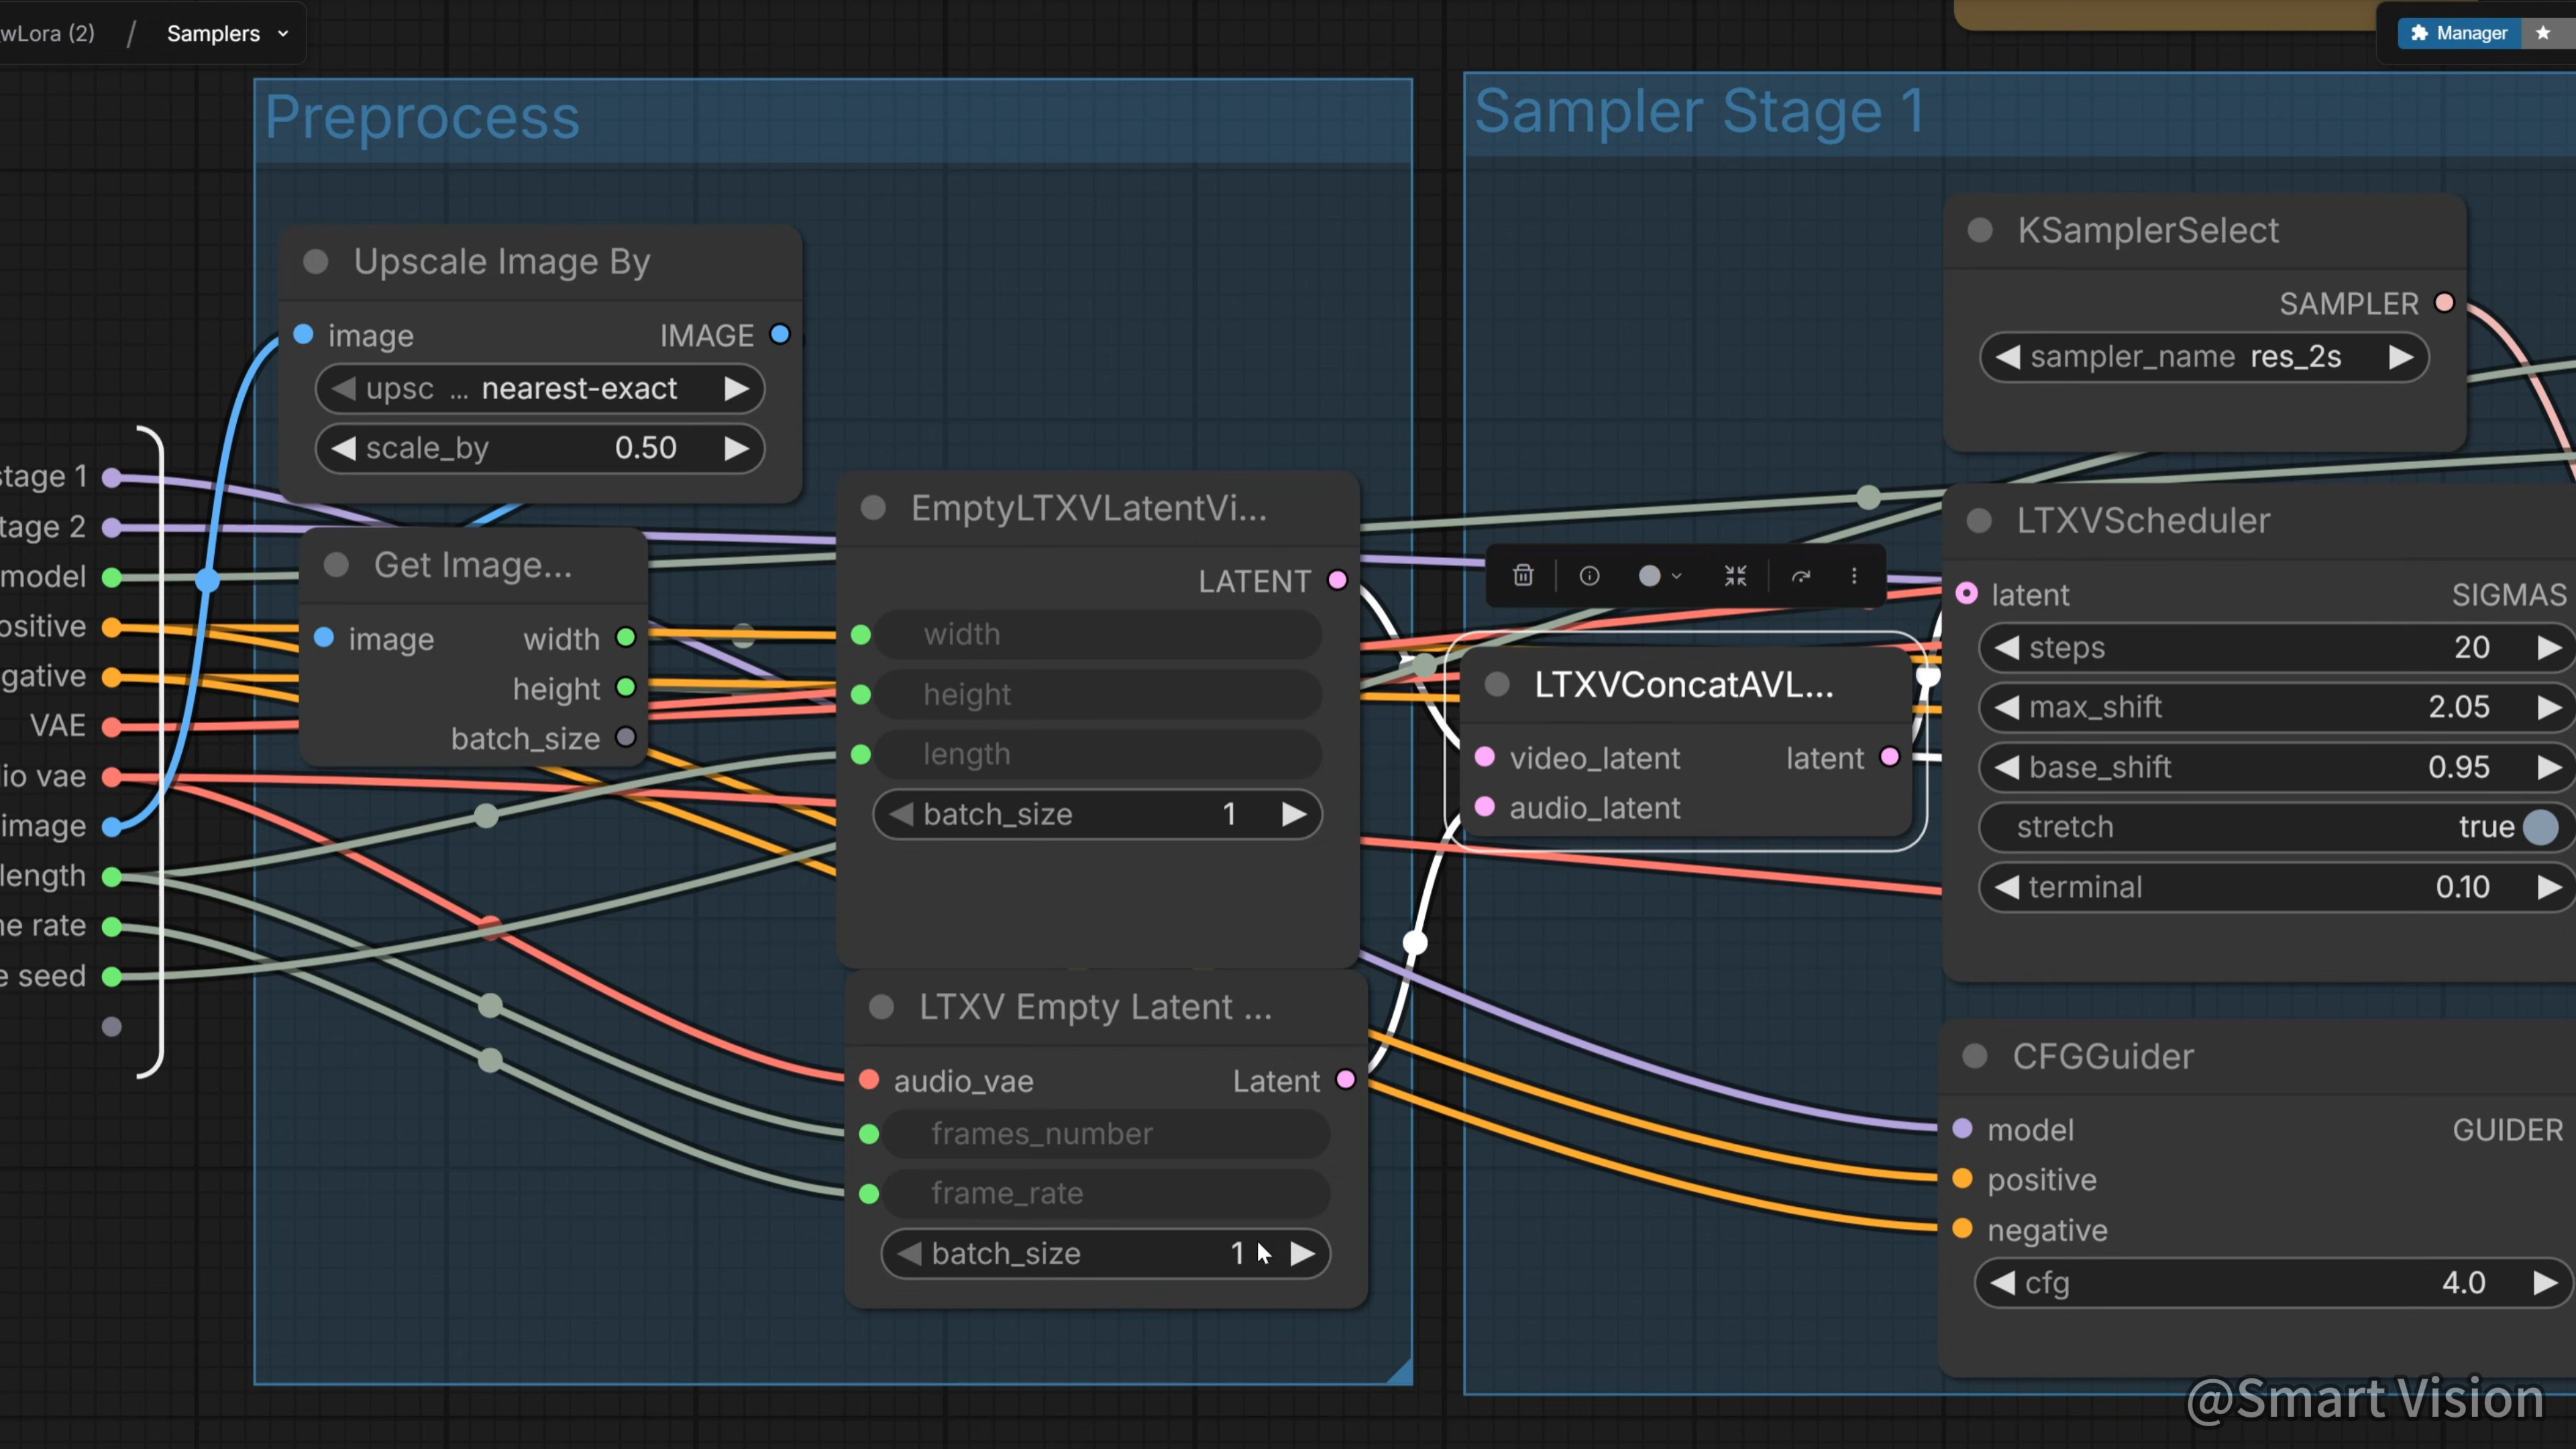 wLora (2) / Samplers
Manager
Preprocess
Sampler Stage 1
Upscale Image By
image IMAGE
upsc ... nearest-exact
scale_by 0.50
Get Image...
image width
height
batch_size
stage 1
tage 2
model
ositive
gative
VAE
io vae
image
length
ne rate
e seed
EmptyLTXVLatentVi...
LATENT
width
height
length
batch_size 1
LTXV Empty Latent ...
audio_vae Latent
frames_number
frame_rate
batch_size 1
LTXVConcatAVL...
video_latent latent
audio_latent
KSamplerSelect
SAMPLER
sampler_name res_2s
LTXVScheduler
latent SIGMAS
steps 20
max_shift 2.05
base_shift 0.95
stretch true
terminal 0.10
CFGGuider
model GUIDER
positive
negative
cfg 4.0
@Smart Vision